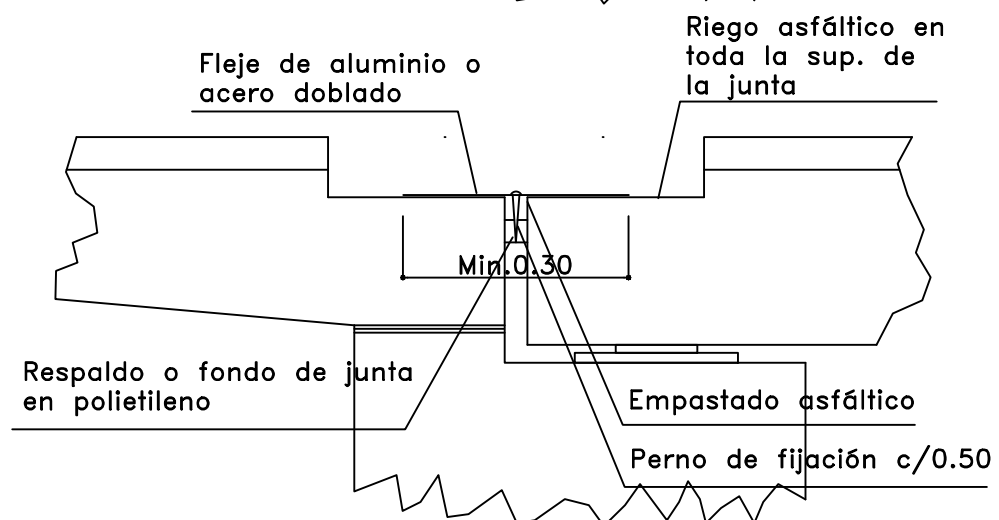 Riego asfáltico en
toda la sup. de
la junta
Fleje de aluminio o
acero doblado
Min.0.30
Respaldo o fondo de junta
en polietileno
Empastado asfáltico
Perno de fijación c/0.50